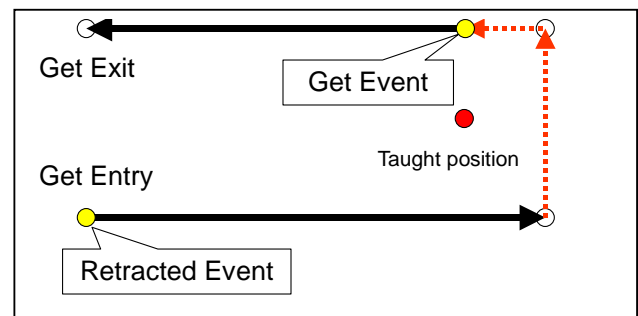 Get Exit
Get Event
Taught position
Get Entry
Retracted Event